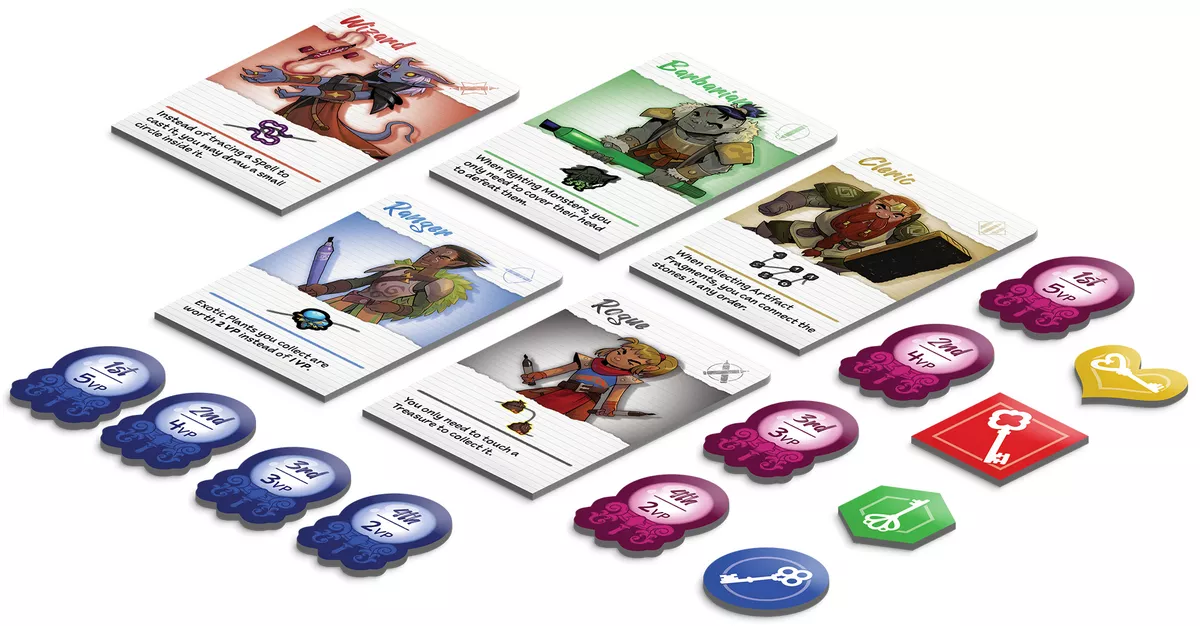 Wizard
Instead of tracing a Spell to
cast it, you may draw a small
circle inside it.
Barbarian
When fighting Monsters, you
only need to cover their head
to defeat them.
Cleric
When collecting Artifact
Fragments, you can connect the
stones in any order.
Ranger
Exotic Plants you collect are
worth 2 VP instead of 1 VP.
Rogue
You only need to touch a
Treasure to collect it.
1st
5VP
2nd
4VP
3rd
3VP
4th
2VP
1st
5VP
2nd
4VP
3rd
3VP
4th
2VP